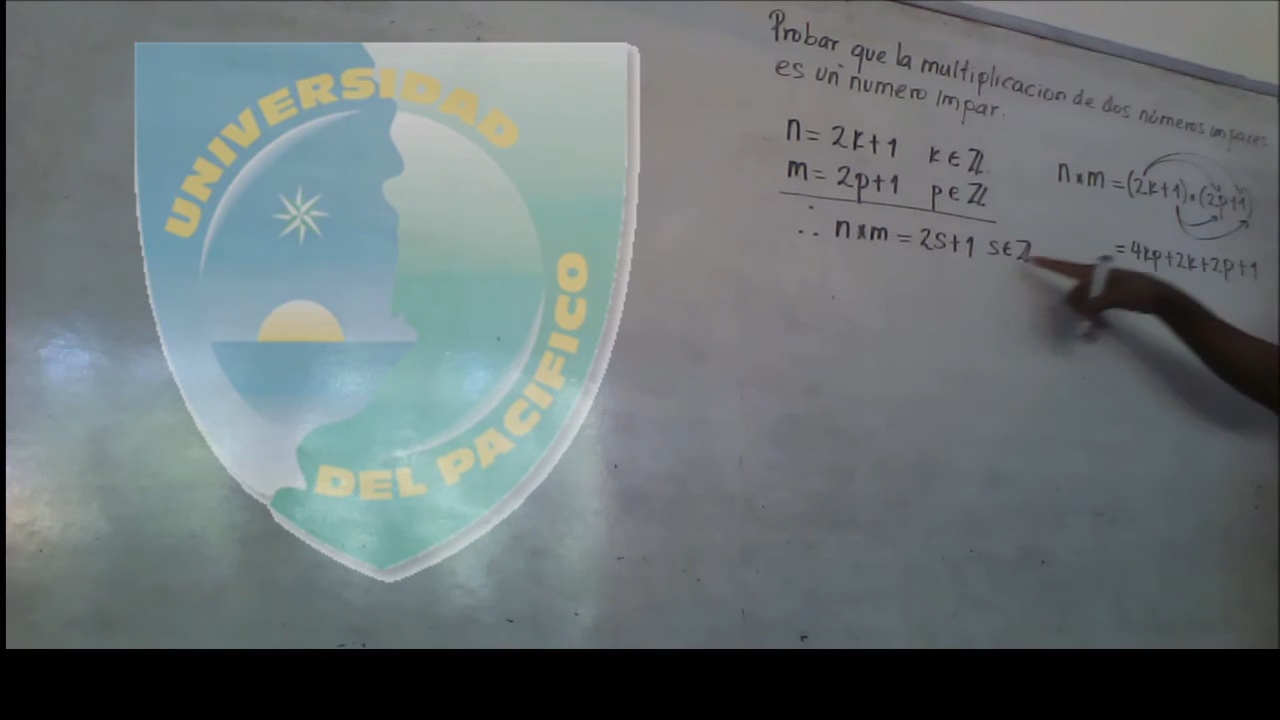 UNIVERSIDAD
DEL PACIFICO
Probar que la multiplicacion de dos números impares
es un numero impar.
n = 2k+1 k ∈ ℤ
m = 2p+1 p ∈ ℤ
∴ n*m = 2s+1 s ∈ ℤ
n*m = (2k+1)*(2p+1)
= 4kp+2k+2p+1